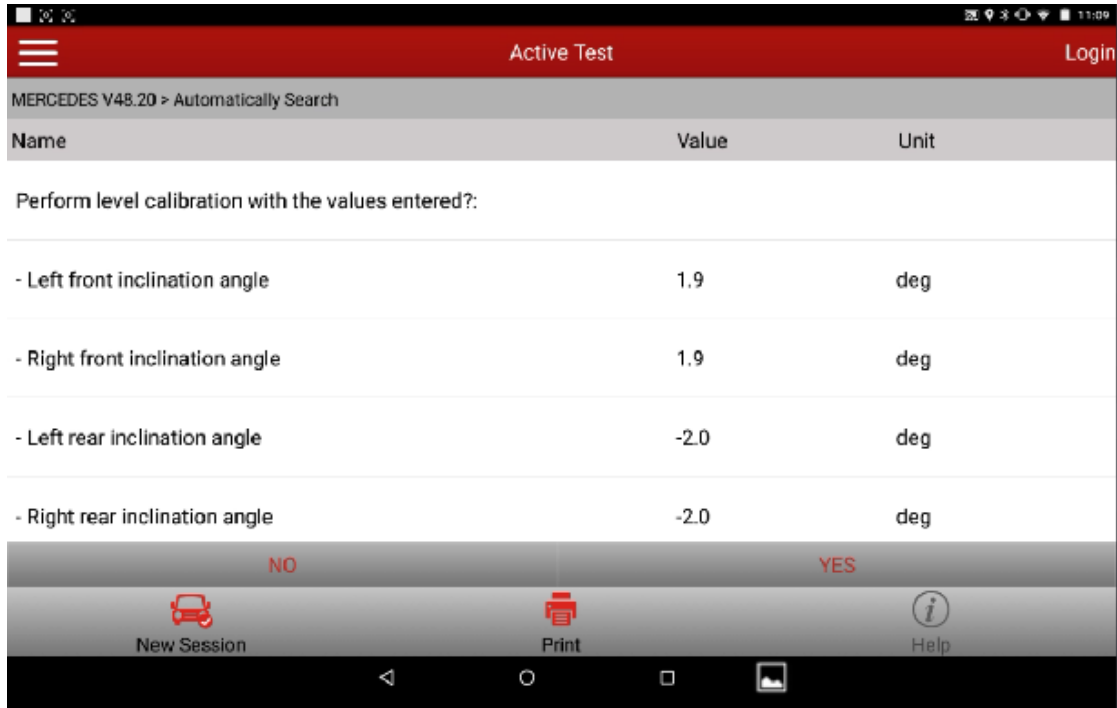 11:09
Active Test
Login
MERCEDES V48.20 > Automatically Search
Name Value Unit
Perform level calibration with the values entered?:
- Left front inclination angle 1.9 deg
- Right front inclination angle 1.9 deg
- Left rear inclination angle -2.0 deg
- Right rear inclination angle -2.0 deg
NO YES
New Session Print Help